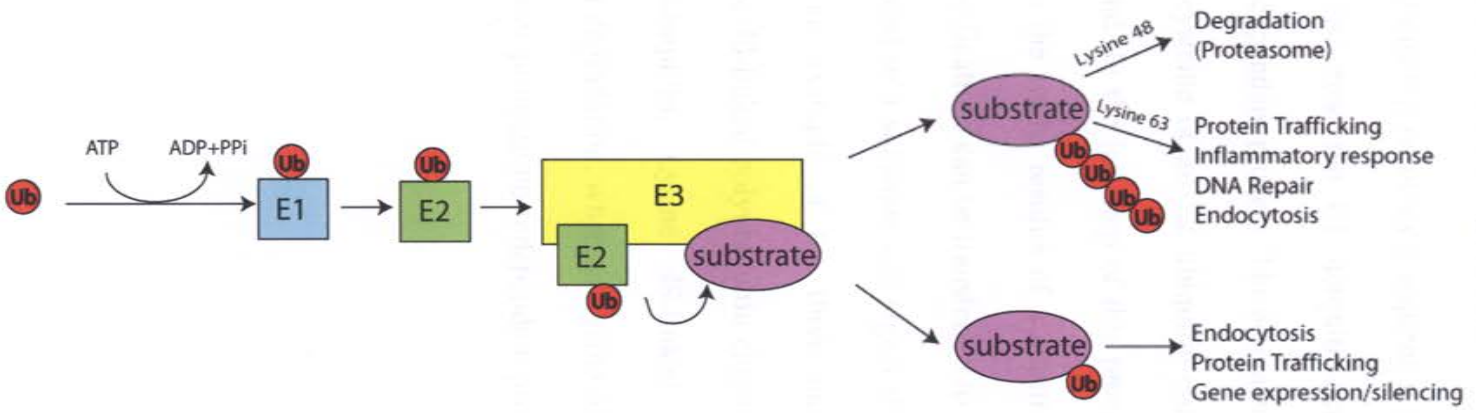 Ub
ATP
ADP+PPi
Ub
E1
Ub
E2
E3
E2
Ub
substrate
substrate
Ub
Ub
Ub
Ub
Lysine 48
Degradation
(Proteasome)
Lysine 63
Protein Trafficking
Inflammatory response
DNA Repair
Endocytosis
substrate
Ub
Endocytosis
Protein Trafficking
Gene expression/silencing